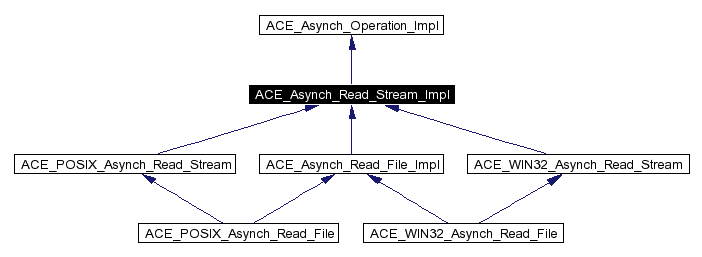 ACE_Asynch_Operation_Impl
ACE_Asynch_Read_Stream_Impl
ACE_POSIX_Asynch_Read_Stream
ACE_Asynch_Read_File_Impl
ACE_WIN32_Asynch_Read_Stream
ACE_POSIX_Asynch_Read_File
ACE_WIN32_Asynch_Read_File